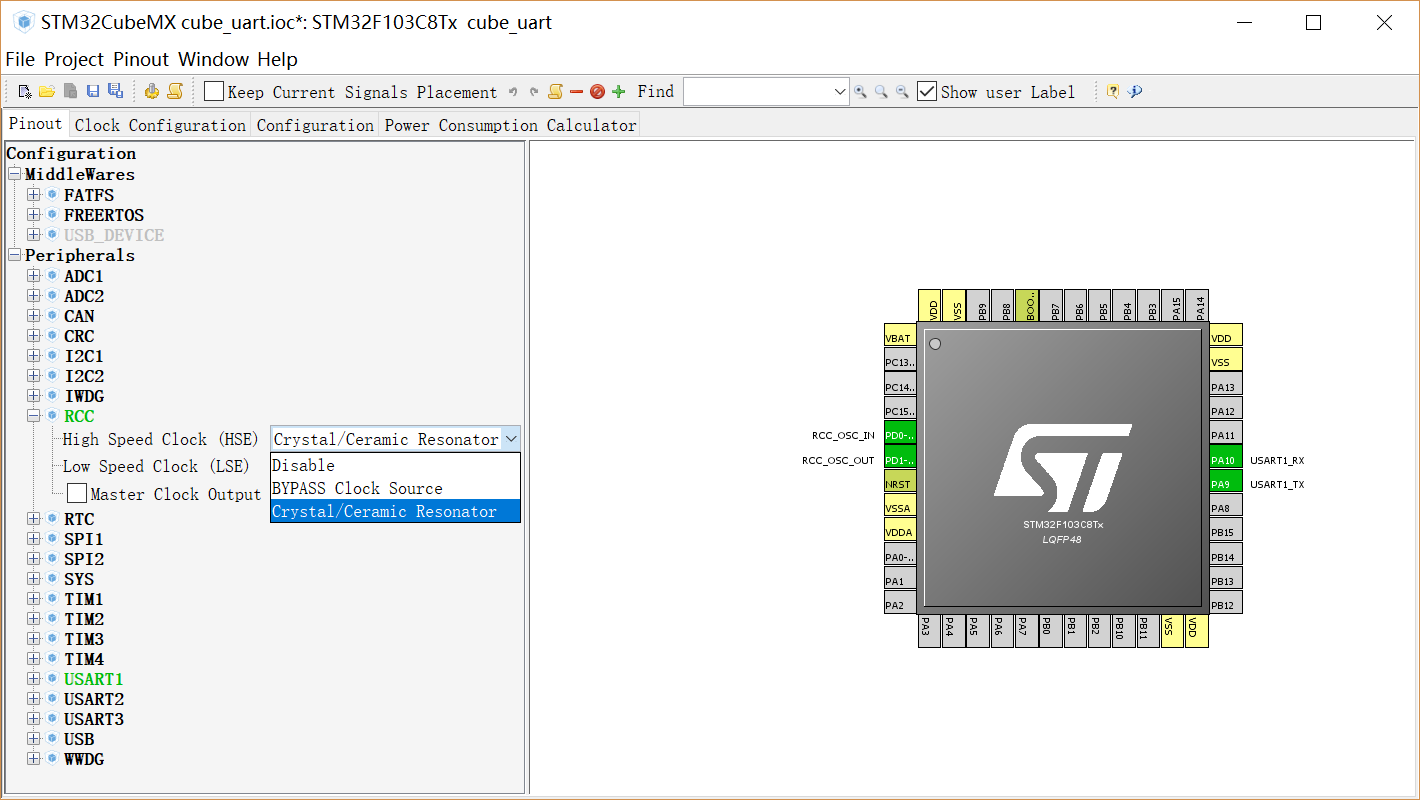 STM32CubeMX cube_uart.ioc*: STM32F103C8Tx cube_uart
File Project Pinout Window Help
Keep Current Signals Placement Find Show user Label
Pinout Clock Configuration Configuration Power Consumption Calculator
Configuration
MiddleWares
FATFS
FREERTOS
USB_DEVICE
Peripherals
ADC1
ADC2
CAN
CRC
I2C1
I2C2
IWDG
RCC
High Speed Clock (HSE) Crystal/Ceramic Resonator
Disable
Low Speed Clock (LSE)
BYPASS Clock Source
Master Clock Output
Crystal/Ceramic Resonator
RTC
SPI1
SPI2
SYS
TIM1
TIM2
TIM3
TIM4
USART1
USART2
USART3
USB
WWDG
VDD VSS PB9 PB8 BOO.. PB7 PB6 PB5 PB4 PB3 PA15 PA14
VBAT VDD
PC13.. VSS
PC14.. PA13
PC15.. PA12
RCC_OSC_IN PD0-.. PA11
RCC_OSC_OUT PD1-.. PA10 USART1_RX
NRST PA9 USART1_TX
VSSA PA8
VDDA PB15
PA0-.. PB14
PA1 PB13
PA2 PB12
ST
STM32F103C8Tx
LQFP48
PA3 PA4 PA5 PA6 PA7 PB0 PB1 PB2 PB10 PB11 VSS VDD